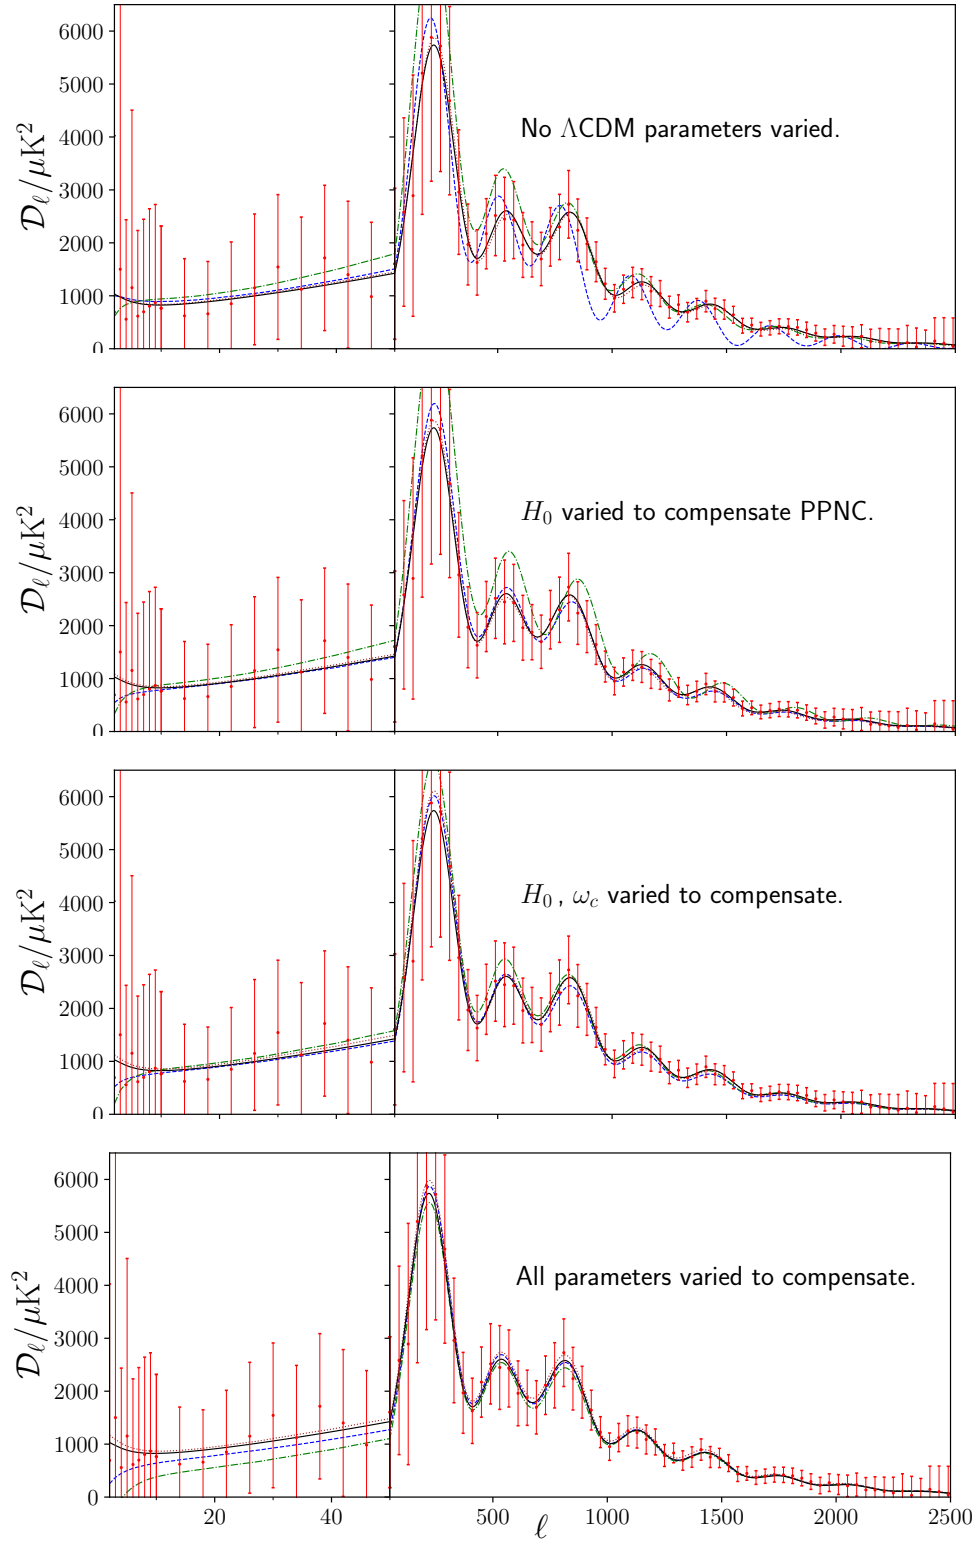 6000
5000
4000
3000
2000
1000
0
𝒟ℓ/μK²
No ΛCDM parameters varied.
6000
5000
4000
3000
2000
1000
0
𝒟ℓ/μK²
H₀ varied to compensate PPNC.
6000
5000
4000
3000
2000
1000
0
𝒟ℓ/μK²
H₀, ω_c varied to compensate.
6000
5000
4000
3000
2000
1000
0
𝒟ℓ/μK²
All parameters varied to compensate.
20 40 500 1000 1500 2000 2500
ℓ